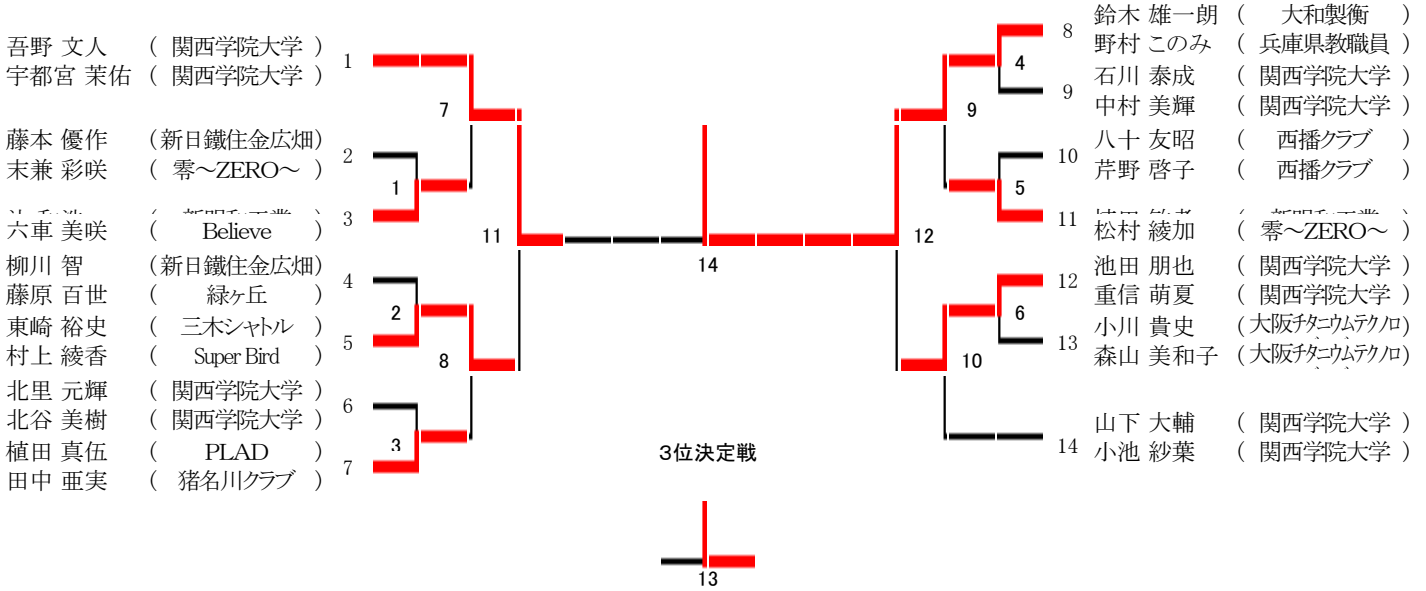 吾野 文人 ( 関西学院大学 ) 1
宇都宮 茉佑 ( 関西学院大学 )
藤本 優作 (新日鐵住金広畑) 2
末兼 彩咲 ( 零～ZERO～ )
3
六車 美咲 ( Believe )
柳川 智 (新日鐵住金広畑) 4
藤原 百世 ( 緑ヶ丘 )
東崎 裕史 ( 三木シャトル ) 5
村上 綾香 ( Super Bird )
北里 元輝 ( 関西学院大学 ) 6
北谷 美樹 ( 関西学院大学 )
植田 真伍 ( PLAD ) 7
田中 亜実 ( 猪名川クラブ )
7
1
11
2
8
3
14
3位決定戦
13
4
9
5
12
6
10
8 鈴木 雄一朗 ( 大和製衡 )
野村 このみ ( 兵庫県教職員 )
9 石川 泰成 ( 関西学院大学 )
中村 美輝 ( 関西学院大学 )
10 八十 友昭 ( 西播クラブ )
芹野 啓子 ( 西播クラブ )
11
松村 綾加 ( 零～ZERO～ )
12 池田 朋也 ( 関西学院大学 )
重信 萌夏 ( 関西学院大学 )
13 小川 貴史 (大阪チタニウムテクノロ)
森山 美和子 (大阪チタニウムテクノロ)
14 山下 大輔 ( 関西学院大学 )
小池 紗葉 ( 関西学院大学 )